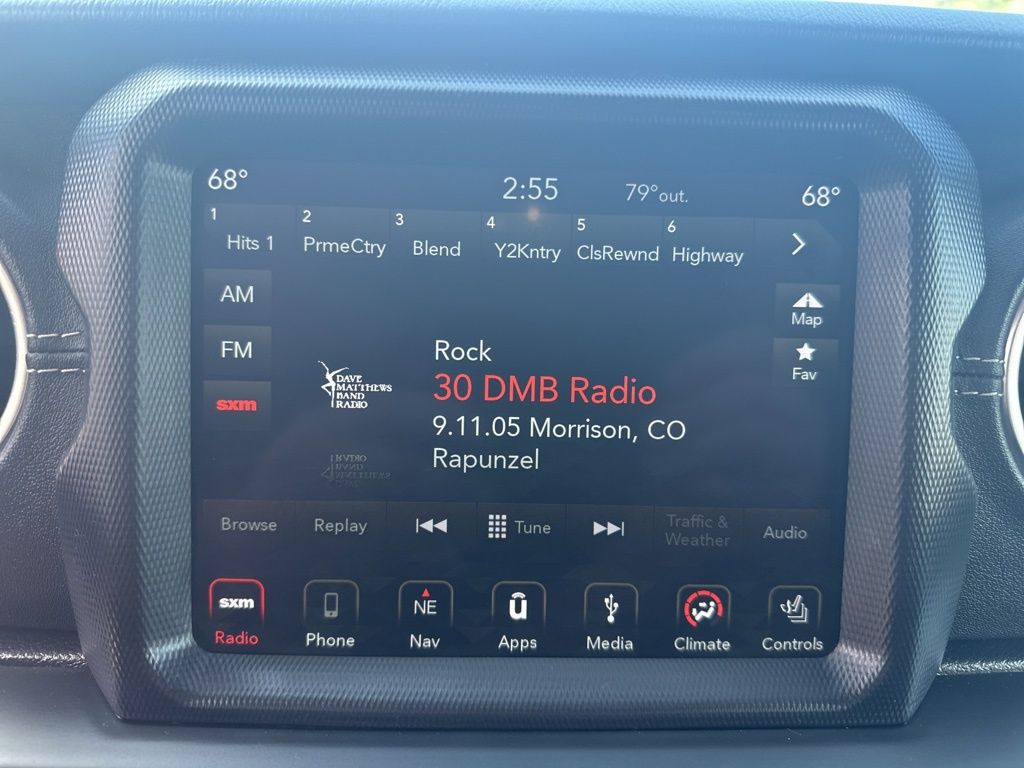 68° 2:55 79°out. 68°
1 2 3 4 5 6
Hits 1 PrmeCtry Blend Y2Kntry ClsRewnd Highway
AM
Map
FM
Fav
sxm
DAVE
MATTHEWS
BAND
RADIO
Rock
30 DMB Radio
9.11.05 Morrison, CO
Rapunzel
Browse Replay Tune Traffic & Audio
Weather
sxm NE ū
Radio Phone Nav Apps Media Climate Controls